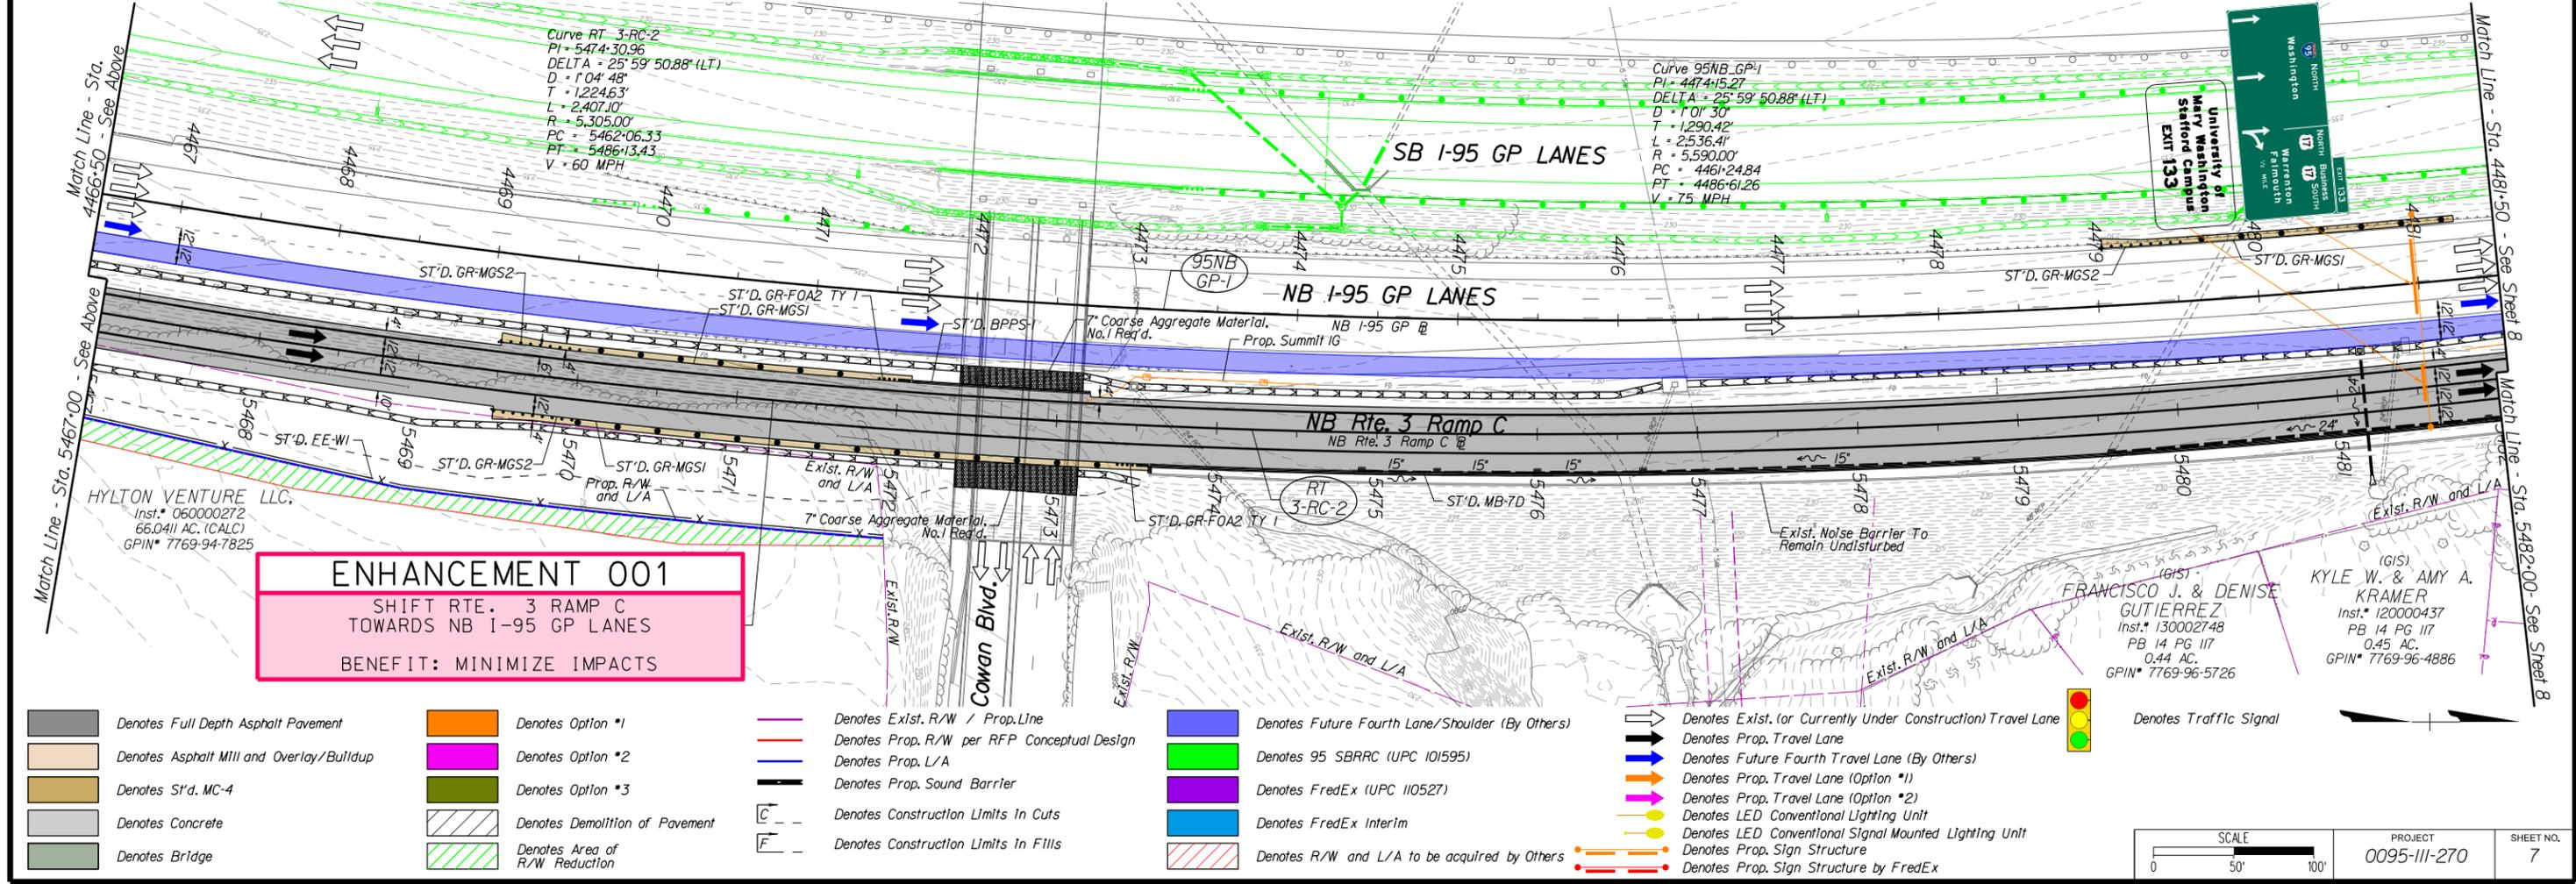 Match Line - Sta.
4466+50 - See Above
Match Line - Sta. 5467+00 - See Above
Curve RT 3-RC-2
PI = 5474+30.96
DELTA = 25° 59' 50.88" (LT)
D = 1° 04' 48"
T = 1,224.63'
L = 2,407.10'
R = 5,305.00'
PC = 5462+06.33
PT = 5486+13.43
V = 60 MPH
Curve 95NB_GP-1
PI = 4474+15.27
DELTA = 25° 59' 50.88" (LT)
D = 1° 01' 30"
T = 1,290.42'
L = 2,536.41'
R = 5,590.00'
PC = 4461+24.84
PT = 4486+61.26
V = 75 MPH
SB I-95 GP LANES
University of
Mary Washington
Stafford Campus
EXIT 133
95 NORTH
Washington
EXIT 133
NORTH 17 Business 17 SOUTH
Warrenton
Falmouth
1/2 MILE
Match Line - Sta. 4481+50 - See Sheet 8
Match Line - Sta. 5482+00 - See Sheet 8
4467
4468
4469
4470
4471
4472
4473
4474
4475
4476
4477
4478
4479
480
4481
ST'D. GR-MGS2
ST'D. GR-FOA2 TY 1
ST'D. GR-MGS1
ST'D. BPPS-1
95NB
GP-1
NB I-95 GP LANES
NB I-95 GP BL
7" Coarse Aggregate Material,
No.1 Req'd.
Prop. Summit IG
ST'D. GR-MGS2
ST'D. GR-MGS1
NB Rte. 3 Ramp C
NB Rte. 3 Ramp C BL
5468
5469
5470
5471
5472
5473
5474
5475
5476
5477
5478
5479
5480
5481
5482
15"
15"
15"
15"
24"
42"
ST'D. EE-W1
ST'D. GR-MGS2
ST'D. GR-MGS1
Prop. R/W
and L/A
Exist. R/W
and L/A
7" Coarse Aggregate Material,
No.1 Req'd.
ST'D. GR-FOA2 TY 1
RT
3-RC-2
ST'D. MB-7D
Exist. Noise Barrier To
Remain Undisturbed
HYLTON VENTURE LLC,
Inst.# 060000272
66.0411 AC. (CALC)
GPIN# 7769-94-7825
ENHANCEMENT 001
SHIFT RTE. 3 RAMP C
TOWARDS NB I-95 GP LANES
BENEFIT: MINIMIZE IMPACTS
Exist. R/W
Cowan Blvd.
Exist. R/W
Exist. R/W and L/A
Exist. R/W and L/A
Exist. R/W and L/A
(GIS)
FRANCISCO J. & DENISE
GUTIERREZ
Inst.# 130002748
PB 14 PG 117
0.44 AC.
GPIN# 7769-96-5726
(GIS)
KYLE W. & AMY A.
KRAMER
Inst.# 120000437
PB 14 PG 117
0.45 AC.
GPIN# 7769-96-4886
Denotes Full Depth Asphalt Pavement
Denotes Asphalt Mill and Overlay/Buildup
Denotes St'd. MC-4
Denotes Concrete
Denotes Bridge
Denotes Option #1
Denotes Option #2
Denotes Option #3
Denotes Demolition of Pavement
Denotes Area of
R/W Reduction
Denotes Exist. R/W / Prop.Line
Denotes Prop. R/W per RFP Conceptual Design
Denotes Prop. L/A
Denotes Prop. Sound Barrier
C Denotes Construction Limits in Cuts
F Denotes Construction Limits in Fills
Denotes Future Fourth Lane/Shoulder (By Others)
Denotes 95 SBRRC (UPC 101595)
Denotes FredEx (UPC 110527)
Denotes FredEx Interim
Denotes R/W and L/A to be acquired by Others
Denotes Exist. (or Currently Under Construction) Travel Lane
Denotes Prop. Travel Lane
Denotes Future Fourth Travel Lane (By Others)
Denotes Prop. Travel Lane (Option #1)
Denotes Prop. Travel Lane (Option #2)
Denotes LED Conventional Lighting Unit
Denotes LED Conventional Signal Mounted Lighting Unit
Denotes Prop. Sign Structure
Denotes Prop. Sign Structure by FredEx
Denotes Traffic Signal
SCALE
0 50' 100'
PROJECT
0095-111-270
SHEET NO.
7